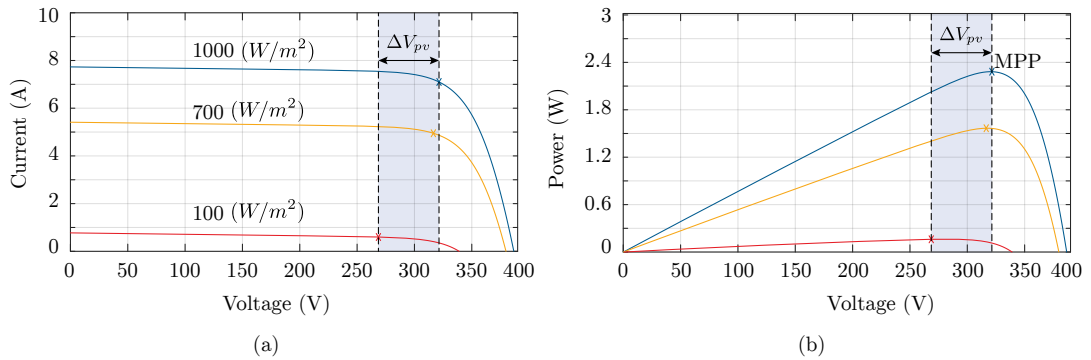 10
8
6
4
2
0
Current (A)
1000 (W/m²)
700 (W/m²)
100 (W/m²)
ΔV_pv
0 50 100 150 200 250 300 350 400
Voltage (V)
(a)
3
2.4
1.8
1.2
0.6
0
Power (W)
ΔV_pv
MPP
0 50 100 150 200 250 300 350 400
Voltage (V)
(b)